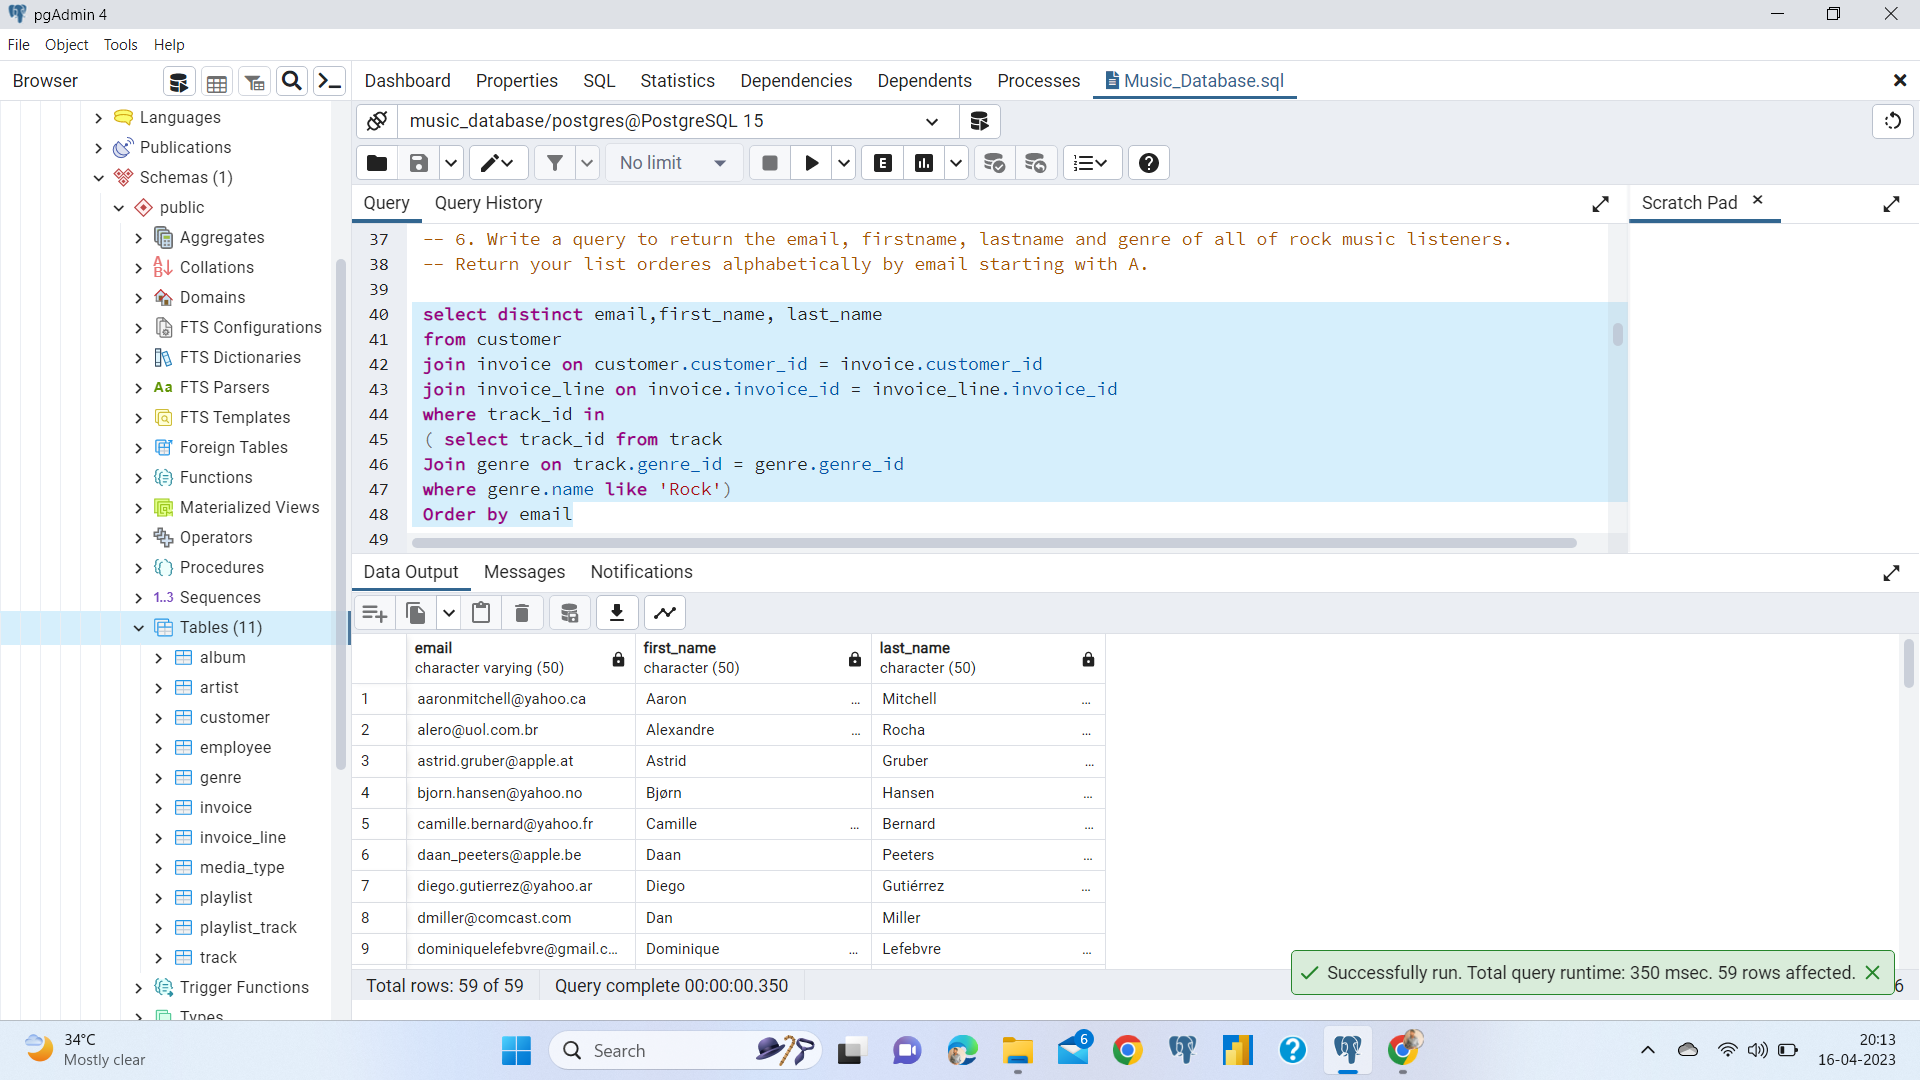 pgAdmin 4
File Object Tools Help
Browser
Dashboard Properties SQL Statistics Dependencies Dependents Processes Music_Database.sql
music_database/postgres@PostgreSQL 15
No limit
E
Query Query History
Scratch Pad
Languages
Publications
Schemas (1)
public
Aggregates
Collations
Domains
FTS Configurations
FTS Dictionaries
Aa FTS Parsers
FTS Templates
Foreign Tables
Functions
Materialized Views
Operators
Procedures
1..3 Sequences
Tables (11)
album
artist
customer
employee
genre
invoice
invoice_line
media_type
playlist
playlist_track
track
Trigger Functions
Types
37 -- 6. Write a query to return the email, firstname, lastname and genre of all of rock music listeners.
38 -- Return your list orderes alphabetically by email starting with A.
39
40 select distinct email,first_name, last_name
41 from customer
42 join invoice on customer.customer_id = invoice.customer_id
43 join invoice_line on invoice.invoice_id = invoice_line.invoice_id
44 where track_id in
45 ( select track_id from track
46 Join genre on track.genre_id = genre.genre_id
47 where genre.name like 'Rock')
48 Order by email
49
Data Output Messages Notifications
email first_name last_name
character varying (50) character (50) character (50)
1 aaronmitchell@yahoo.ca Aaron ... Mitchell ...
2 alero@uol.com.br Alexandre ... Rocha ...
3 astrid.gruber@apple.at Astrid Gruber ...
4 bjorn.hansen@yahoo.no Bjørn Hansen ...
5 camille.bernard@yahoo.fr Camille ... Bernard ...
6 daan_peeters@apple.be Daan Peeters ...
7 diego.gutierrez@yahoo.ar Diego Gutiérrez ...
8 dmiller@comcast.com Dan Miller
9 dominiquelefebvre@gmail.c... Dominique ... Lefebvre ...
Total rows: 59 of 59 Query complete 00:00:00.350
Successfully run. Total query runtime: 350 msec. 59 rows affected.
6
34°C
Mostly clear
Search
6
20:13
16-04-2023